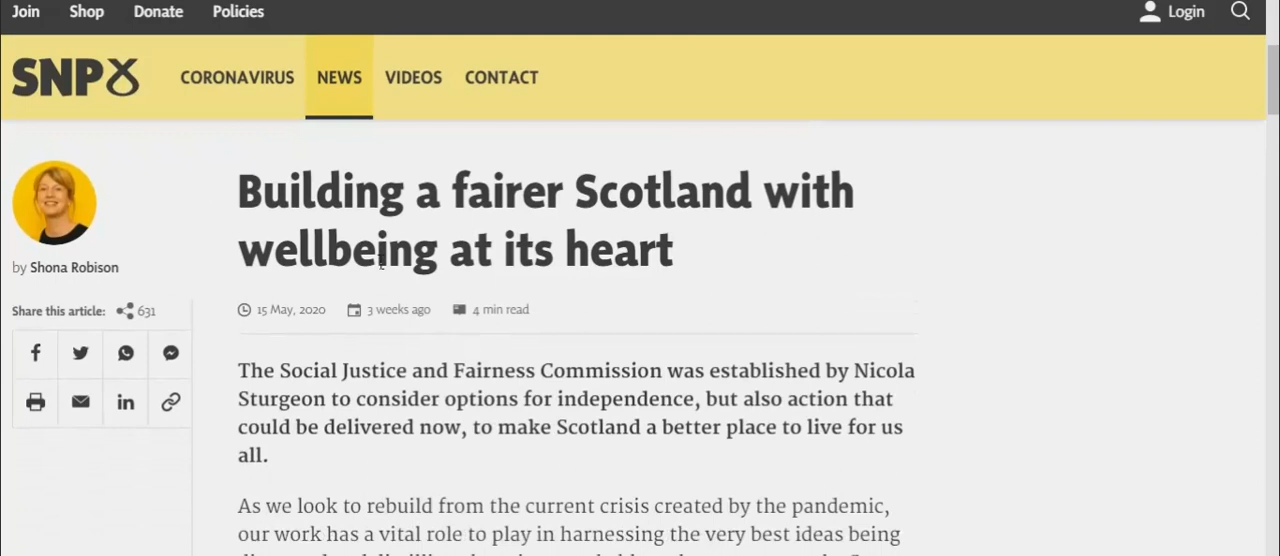 Join Shop Donate Policies Login
SNP CORONAVIRUS NEWS VIDEOS CONTACT
by Shona Robison
Share this article: 631
Building a fairer Scotland with
wellbeing at its heart
15 May, 2020 3 weeks ago 4 min read
The Social Justice and Fairness Commission was established by Nicola
Sturgeon to consider options for independence, but also action that
could be delivered now, to make Scotland a better place to live for us
all.
As we look to rebuild from the current crisis created by the pandemic,
our work has a vital role to play in harnessing the very best ideas being